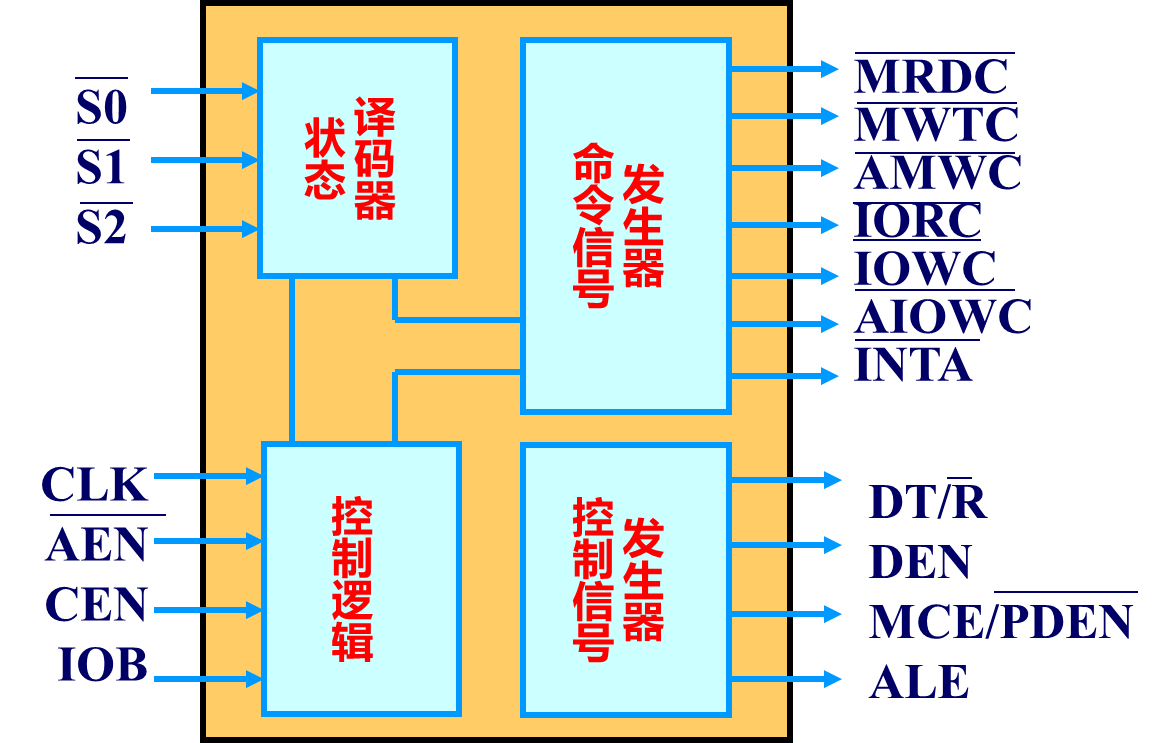 S0
S1
S2
状态
译码器
命令信号
发生器
MRDC
MWTC
AMWC
IORC
IOWC
AIOWC
INTA
CLK
AEN
CEN
IOB
控制逻辑
控制信号
发生器
DT/R
DEN
MCE/PDEN
ALE